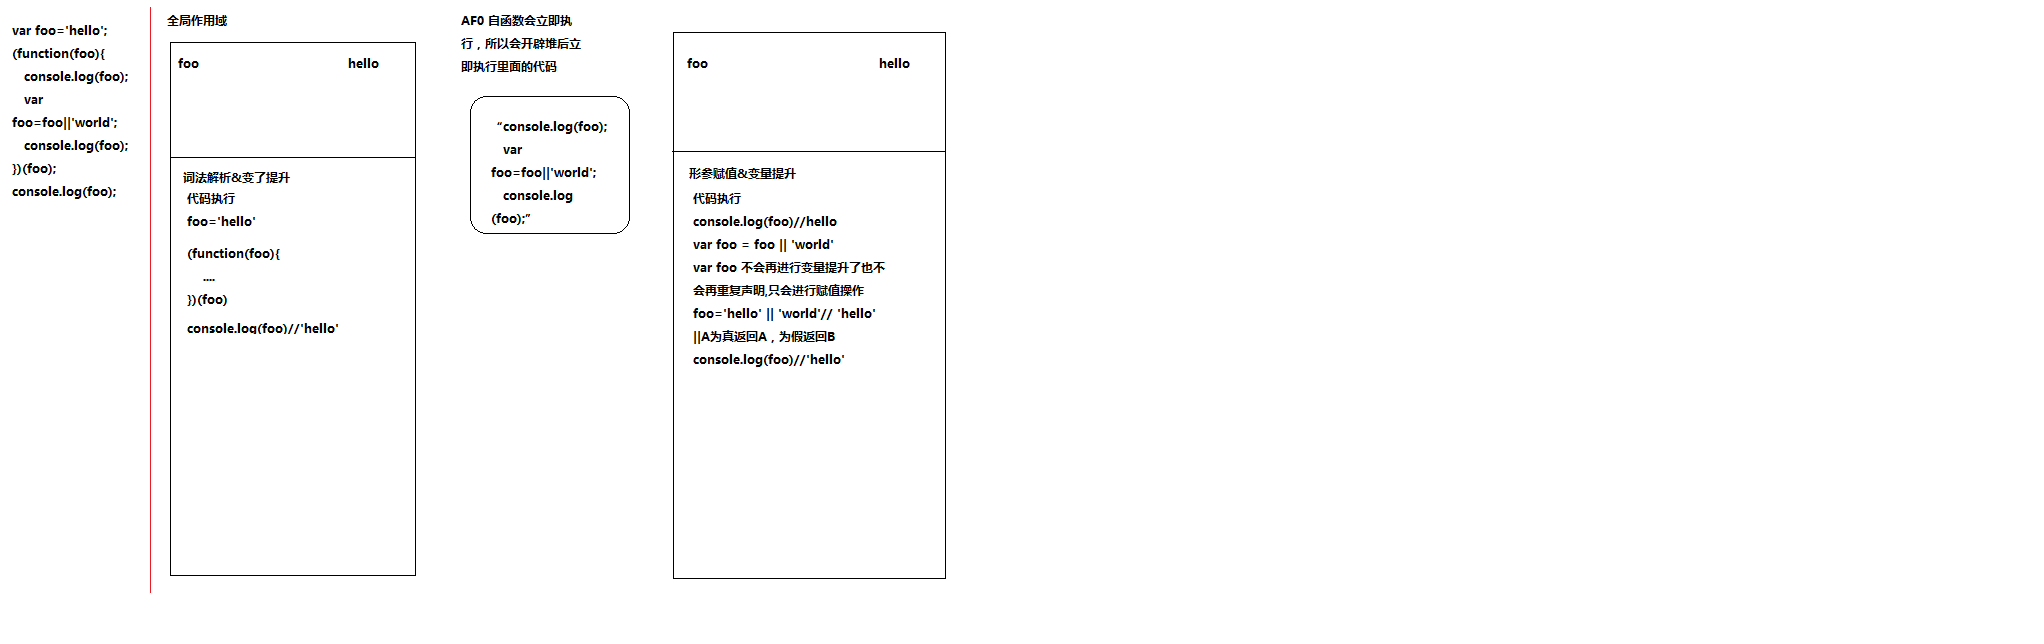 var foo='hello';
(function(foo){
console.log(foo);
var
foo=foo||'world';
console.log(foo);
})(foo);
console.log(foo);
全局作用域
foo hello
词法解析&变了提升
代码执行
foo='hello'
(function(foo){
....
})(foo)
console.log(foo)//'hello'
AF0 自函数会立即执
行，所以会开辟堆后立
即执行里面的代码
“console.log(foo);
var
foo=foo||'world';
console.log
(foo);”
foo hello
形参赋值&变量提升
代码执行
console.log(foo)//hello
var foo = foo || 'world'
var foo 不会再进行变量提升了也不
会再重复声明,只会进行赋值操作
foo='hello' || 'world'// 'hello'
||A为真返回A，为假返回B
console.log(foo)//'hello'